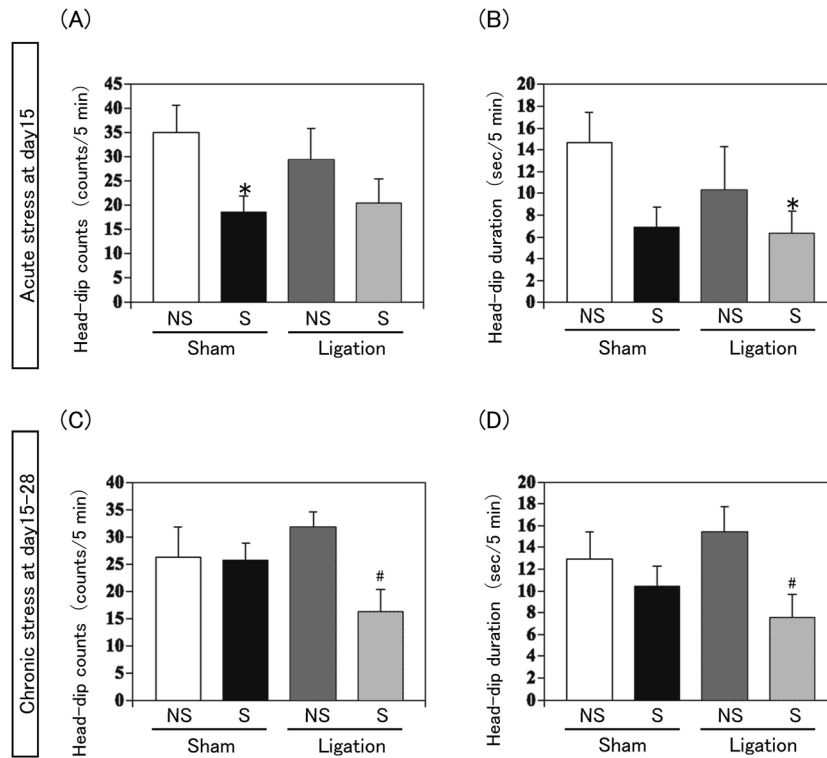 (A)
(B)
Acute stress at day15
Head-dip counts (counts/5 min)
45
40
35
30
25
20
15
10
5
0
*
NS S NS S
Sham Ligation
Head-dip duration (sec/5 min)
20
18
16
14
12
10
8
6
4
2
0
*
NS S NS S
Sham Ligation
(C)
(D)
Chronic stress at day15-28
Head-dip counts (counts/5 min)
40
35
30
25
20
15
10
5
0
#
NS S NS S
Sham Ligation
Head-dip duration (sec/5 min)
20
18
16
14
12
10
8
6
4
2
0
#
NS S NS S
Sham Ligation